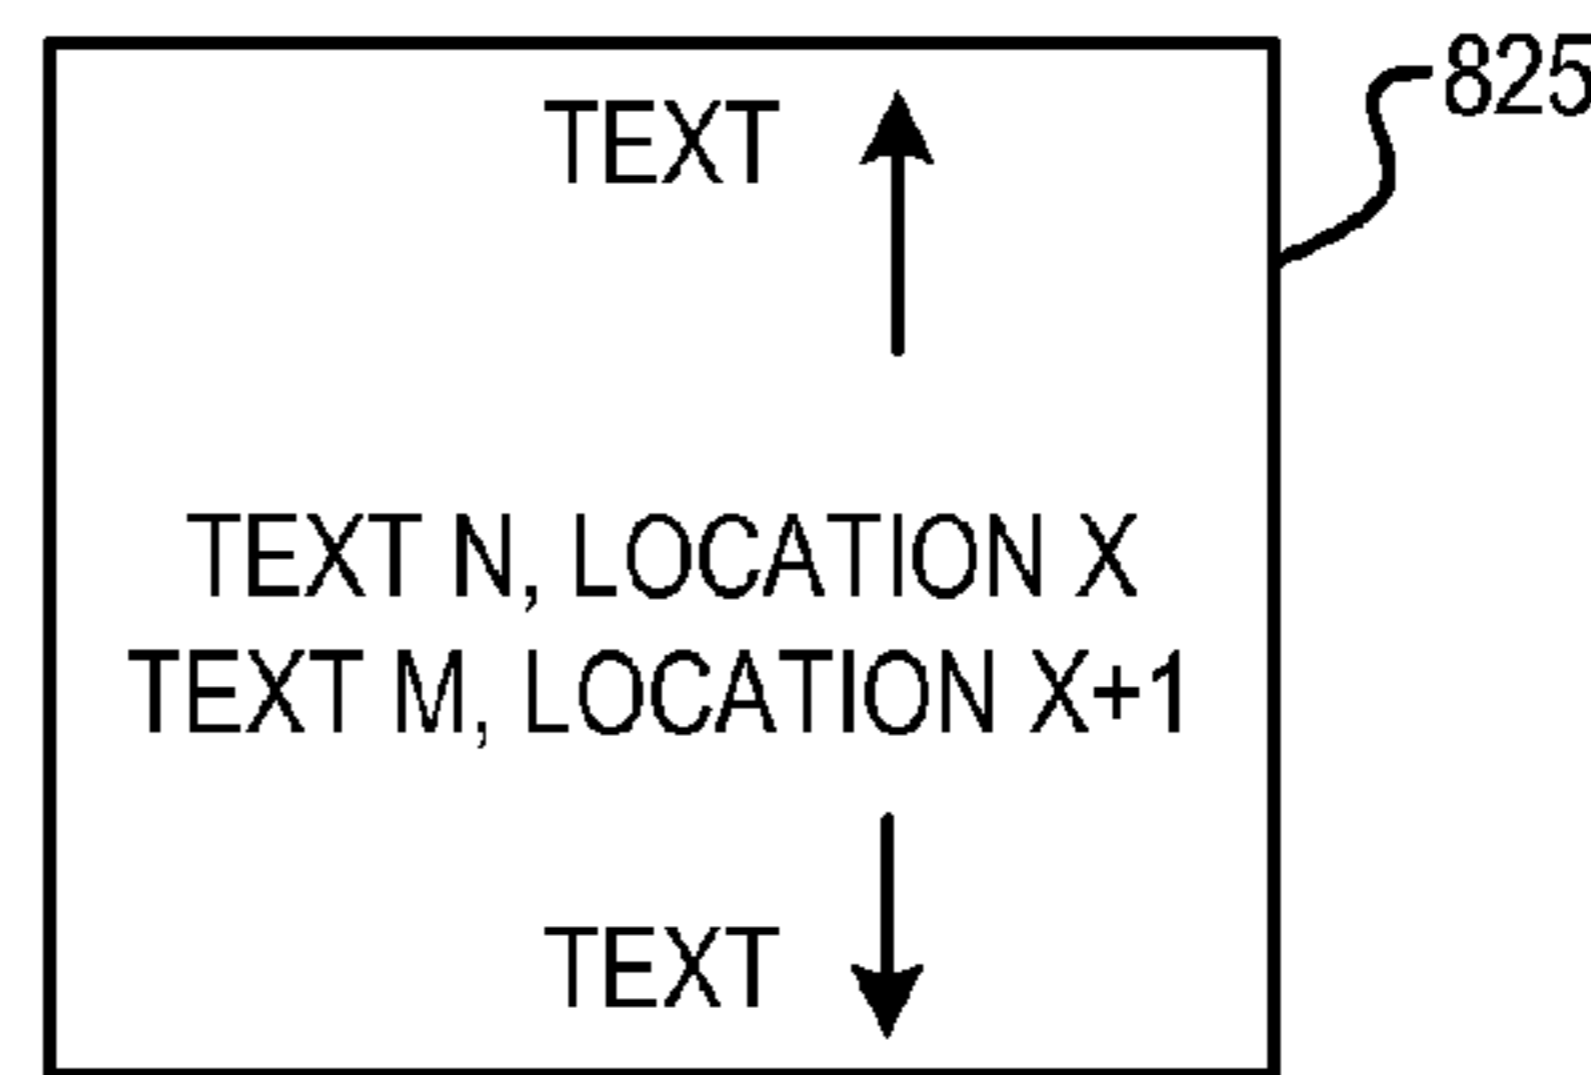 TEXT
825
TEXT N, LOCATION X
TEXT M, LOCATION X+1
TEXT